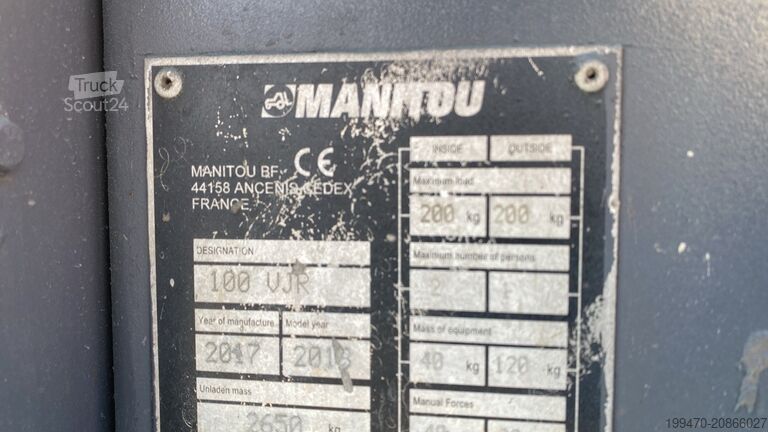 Truck
Scout24
MANITOU
MANITOU BF. CE
44158 ANCENIS CEDEX
FRANCE
DESIGNATION
100 VJR
Year of manufacture Model year
2017
Unladen mass
2650
INSIDE OUTSIDE
Maximum load
200 kg 200 kg
Maximum number of persons
2
Mass of equipment
40 kg 120 kg
Manual Forces
40
199470-20866027